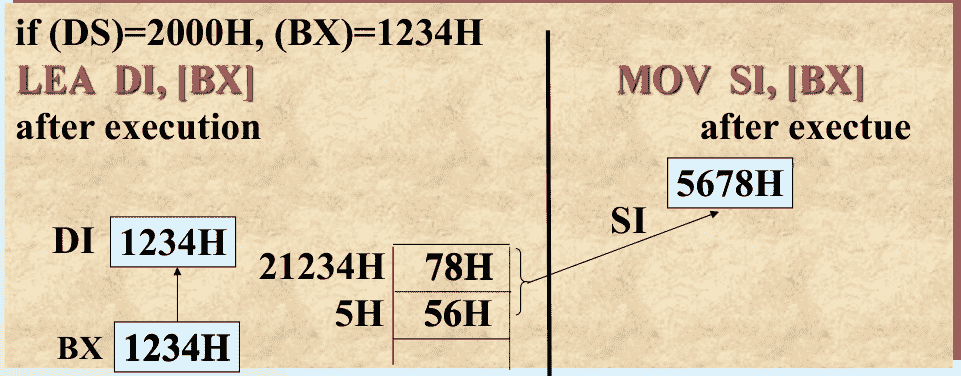 if (DS)=2000H, (BX)=1234H
LEA DI, [BX]
after execution
DI 1234H
BX 1234H
21234H 78H
5H 56H
MOV SI, [BX]
after exectue
5678H
SI